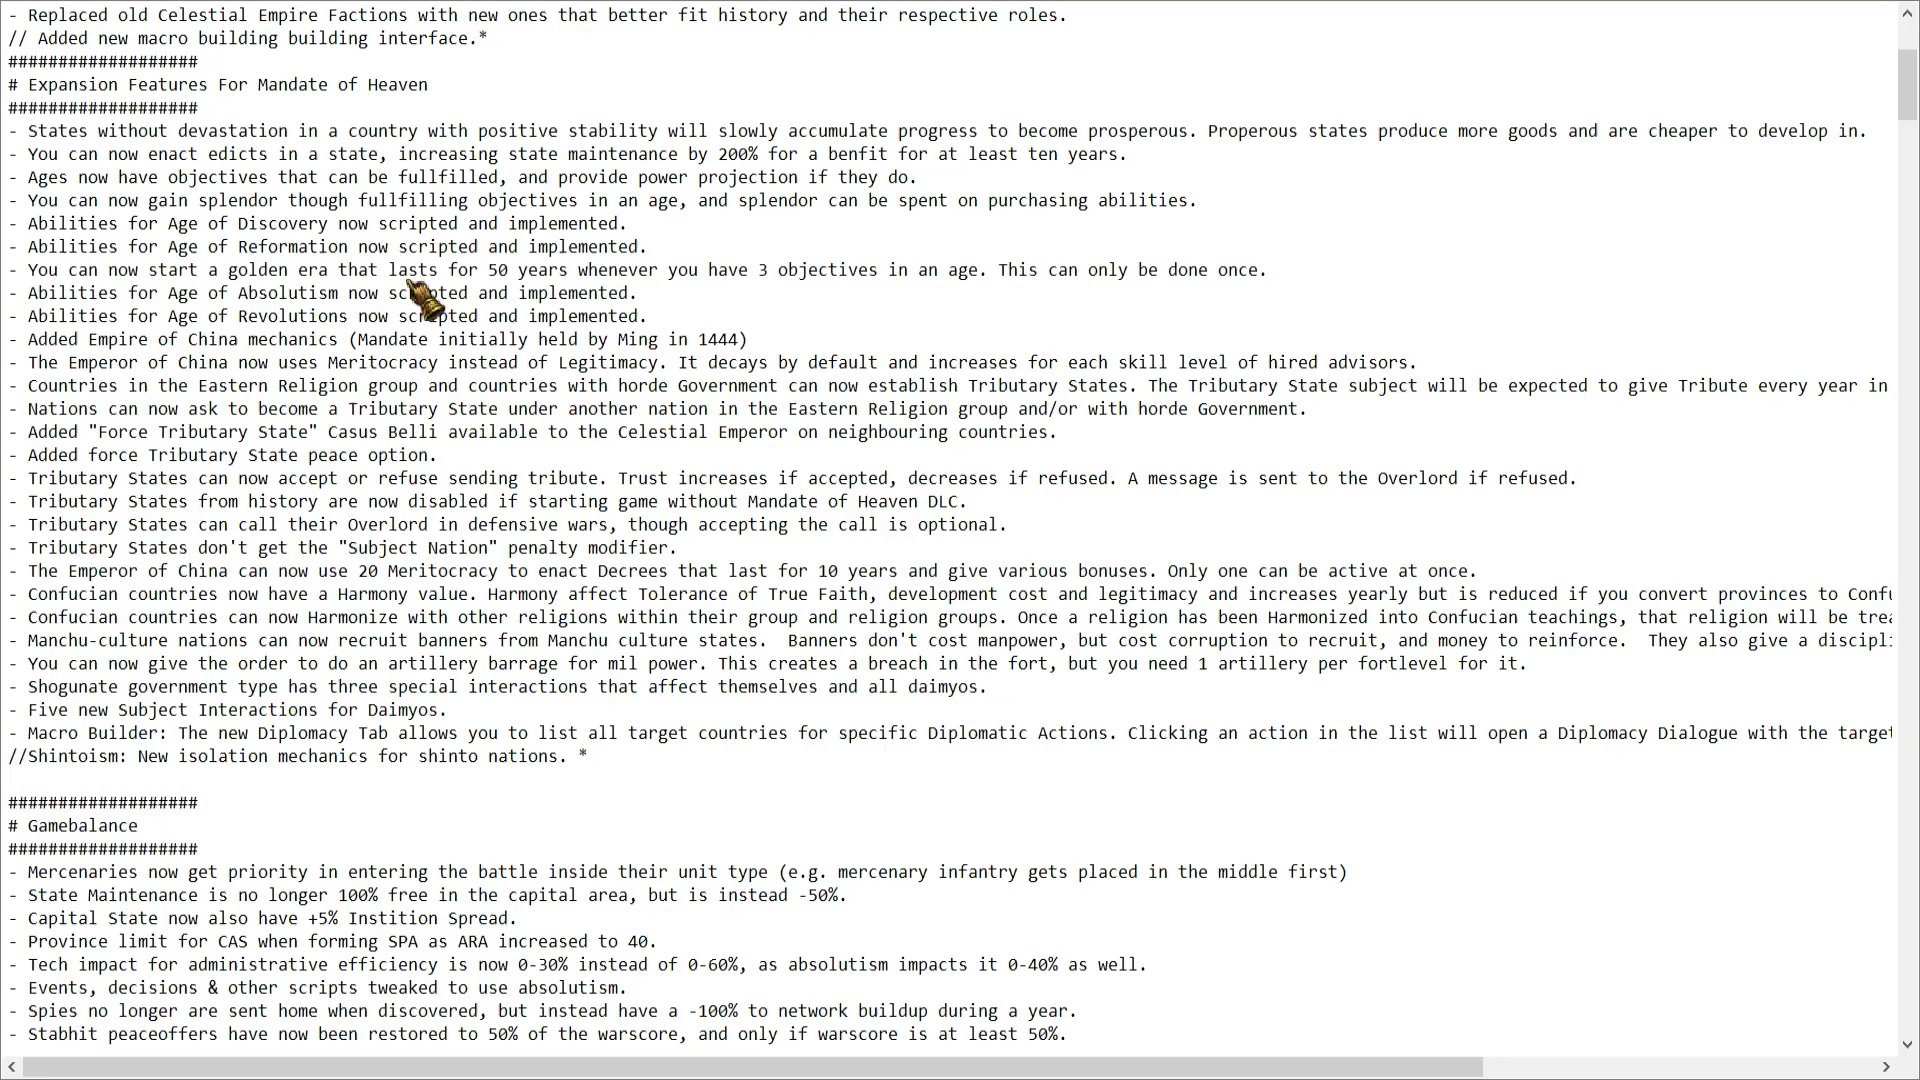 - Replaced old Celestial Empire Factions with new ones that better fit history and their respective roles.
// Added new macro building building interface.*
###################
# Expansion Features For Mandate of Heaven
###################
- States without devastation in a country with positive stability will slowly accumulate progress to become prosperous. Properous states produce more goods and are cheaper to develop in.
- You can now enact edicts in a state, increasing state maintenance by 200% for a benfit for at least ten years.
- Ages now have objectives that can be fullfilled, and provide power projection if they do.
- You can now gain splendor though fullfilling objectives in an age, and splendor can be spent on purchasing abilities.
- Abilities for Age of Discovery now scripted and implemented.
- Abilities for Age of Reformation now scripted and implemented.
- You can now start a golden era that lasts for 50 years whenever you have 3 objectives in an age. This can only be done once.
- Abilities for Age of Absolutism now scripted and implemented.
- Abilities for Age of Revolutions now scripted and implemented.
- Added Empire of China mechanics (Mandate initially held by Ming in 1444)
- The Emperor of China now uses Meritocracy instead of Legitimacy. It decays by default and increases for each skill level of hired advisors.
- Countries in the Eastern Religion group and countries with horde Government can now establish Tributary States. The Tributary State subject will be expected to give Tribute every year in
- Nations can now ask to become a Tributary State under another nation in the Eastern Religion group and/or with horde Government.
- Added "Force Tributary State" Casus Belli available to the Celestial Emperor on neighbouring countries.
- Added force Tributary State peace option.
- Tributary States can now accept or refuse sending tribute. Trust increases if accepted, decreases if refused. A message is sent to the Overlord if refused.
- Tributary States from history are now disabled if starting game without Mandate of Heaven DLC.
- Tributary States can call their Overlord in defensive wars, though accepting the call is optional.
- Tributary States don't get the "Subject Nation" penalty modifier.
- The Emperor of China can now use 20 Meritocracy to enact Decrees that last for 10 years and give various bonuses. Only one can be active at once.
- Confucian countries now have a Harmony value. Harmony affect Tolerance of True Faith, development cost and legitimacy and increases yearly but is reduced if you convert provinces to Confu
- Confucian countries can now Harmonize with other religions within their group and religion groups. Once a religion has been Harmonized into Confucian teachings, that religion will be trea
- Manchu-culture nations can now recruit banners from Manchu culture states.  Banners don't cost manpower, but cost corruption to recruit, and money to reinforce.  They also give a discipli
- You can now give the order to do an artillery barrage for mil power. This creates a breach in the fort, but you need 1 artillery per fortlevel for it.
- Shogunate government type has three special interactions that affect themselves and all daimyos.
- Five new Subject Interactions for Daimyos.
- Macro Builder: The new Diplomacy Tab allows you to list all target countries for specific Diplomatic Actions. Clicking an action in the list will open a Diplomacy Dialogue with the target
//Shintoism: New isolation mechanics for shinto nations. *
###################
# Gamebalance
###################
- Mercenaries now get priority in entering the battle inside their unit type (e.g. mercenary infantry gets placed in the middle first)
- State Maintenance is no longer 100% free in the capital area, but is instead -50%.
- Capital State now also have +5% Instition Spread.
- Province limit for CAS when forming SPA as ARA increased to 40.
- Tech impact for administrative efficiency is now 0-30% instead of 0-60%, as absolutism impacts it 0-40% as well.
- Events, decisions & other scripts tweaked to use absolutism.
- Spies no longer are sent home when discovered, but instead have a -100% to network buildup during a year.
- Stabhit peaceoffers have now been restored to 50% of the warscore, and only if warscore is at least 50%.